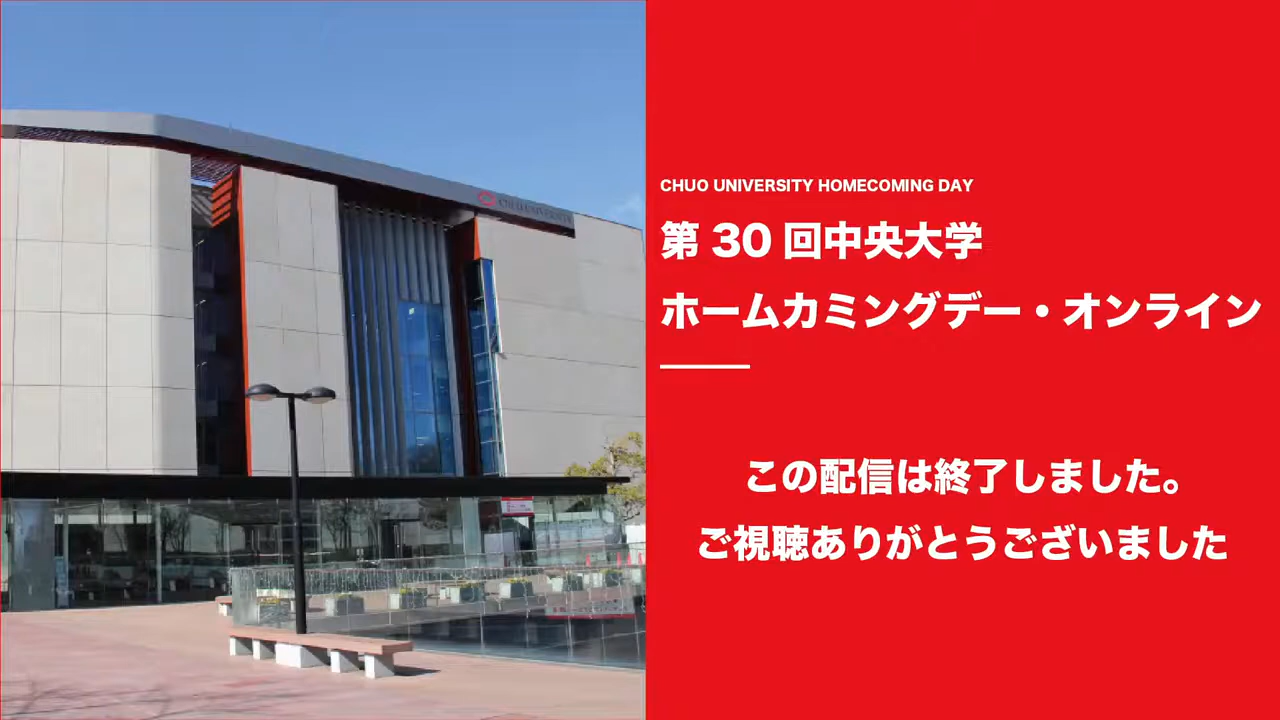 CHUO UNIVERSITY
CHUO UNIVERSITY HOMECOMING DAY
第 30 回中央大学
ホームカミングデー・オンライン
この配信は終了しました。
ご視聴ありがとうございました